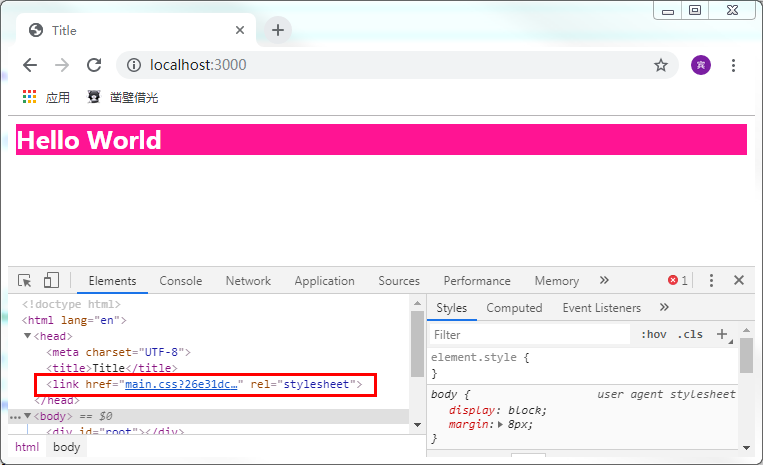 Title
localhost:3000
宾
应用 凿壁借光
Hello World
Elements Console Network Application Sources Performance Memory » 1
<!doctype html>
<html lang="en">
<head>
<meta charset="UTF-8">
<title>Title</title>
<link href="main.css?26e31dc…" rel="stylesheet">
</head>
…<body> == $0
<div id="root"></div>
html body
Styles Computed Event Listeners »
Filter :hov .cls +
element.style {
}
body { user agent stylesheet
display: block;
margin: 8px;
}